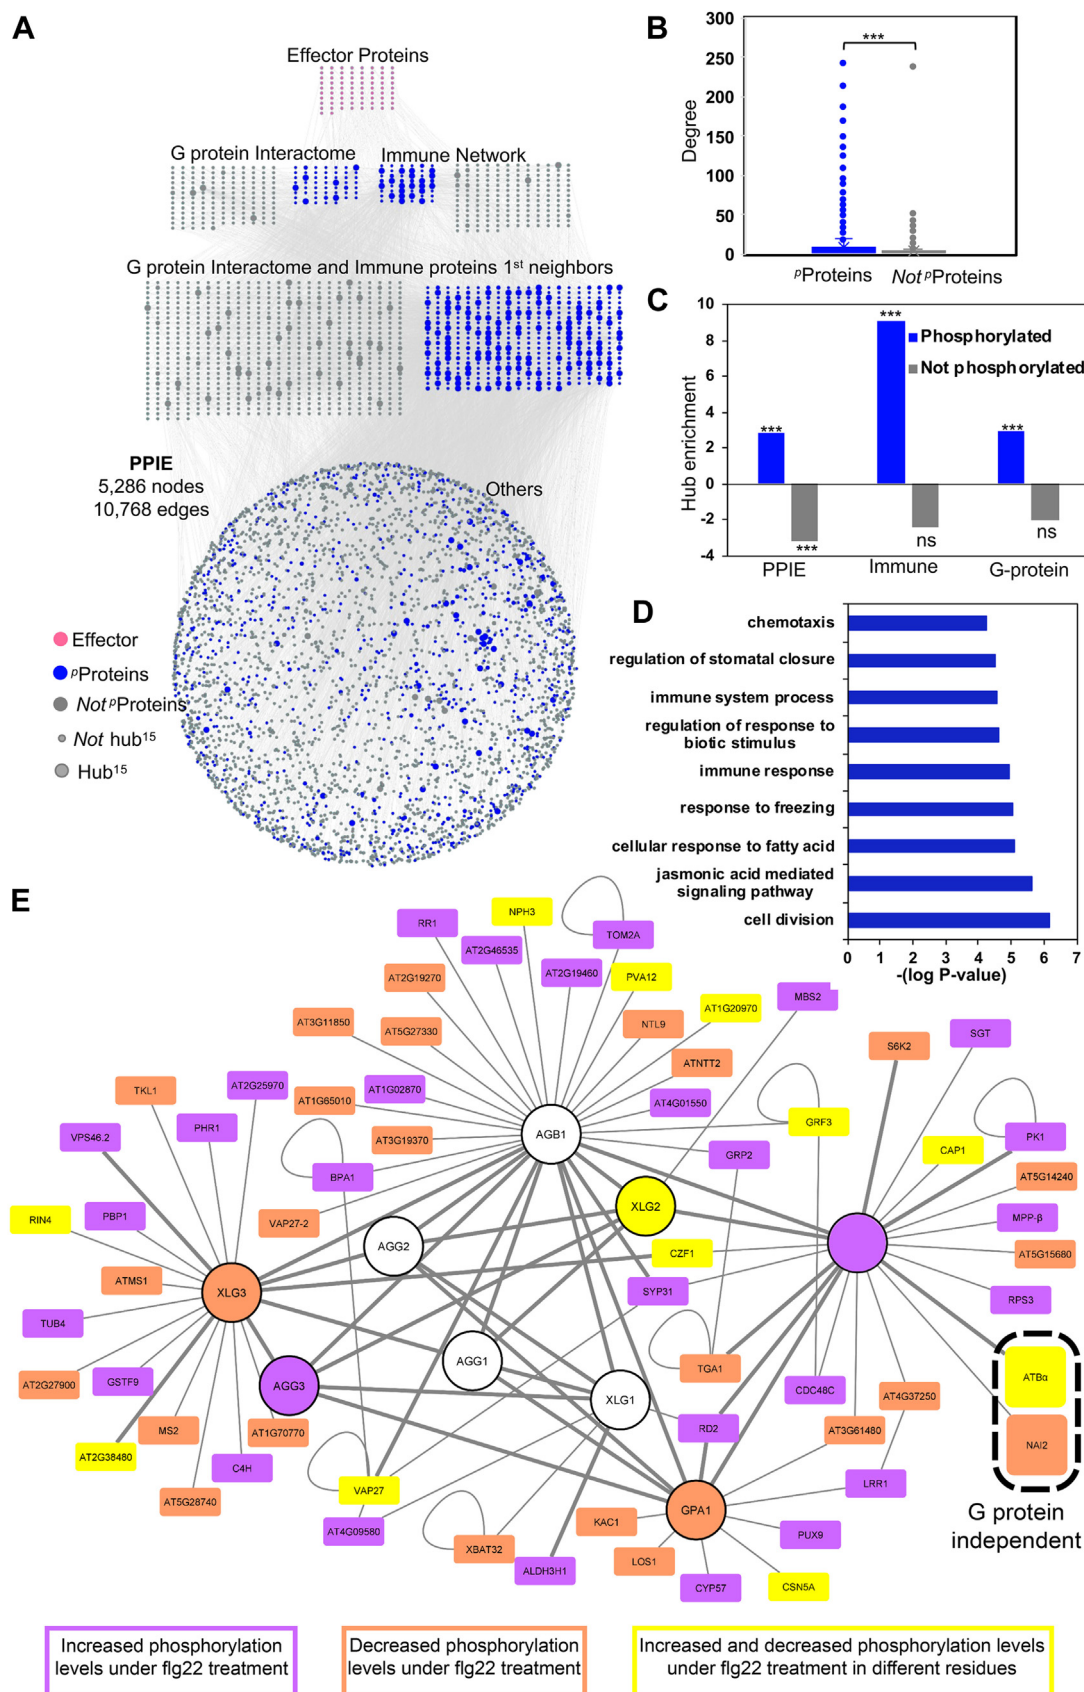 A
Effector Proteins
G protein Interactome
Immune Network
G protein Interactome and Immune proteins 1st neighbors
PPIE
5,286 nodes
10,768 edges
Others
Effector
pProteins
Not pProteins
Not hub15
Hub15
B
300
250
200
150
100
50
0
Degree
***
pProteins
Not pProteins
C
10
8
6
4
2
0
-2
-4
Hub enrichment
***
***
***
***
ns
ns
Phosphorylated
Not phosphorylated
PPIE
Immune
G-protein
D
chemotaxis
regulation of stomatal closure
immune system process
regulation of response to
biotic stimulus
immune response
response to freezing
cellular response to fatty acid
jasmonic acid mediated
signaling pathway
cell division
0 1 2 3 4 5 6 7
-(log P-value)
E
RR1
NPH3
TOM2A
AT2G46535
AT2G19460
AT2G19270
PVA12
MBS2
AT3G11850
AT5G27330
NTL9
AT1G20970
S6K2
SGT
TKL1
AT2G25970
AT1G02870
ATNTT2
AT1G65010
AT4G01550
VPS46.2
PHR1
AT3G19370
AGB1
GRF3
PK1
BPA1
GRP2
CAP1
AT5G14240
RIN4
PBP1
VAP27-2
XLG2
MPP-β
AGG2
CZF1
AT5G15680
ATMS1
XLG3
SYP31
RPS3
TUB4
AGG1
TGA1
ATBα
AT2G27900
GSTF9
AGG3
XLG1
CDC48C
AT4G37250
MS2
AT1G70770
RD2
AT3G61480
NAI2
AT2G38480
C4H
VAP27
LRR1
AT5G28740
GPA1
G protein
independent
AT4G09580
KAC1
PUX9
XBAT32
LOS1
ALDH3H1
CYP57
CSN5A
Increased phosphorylation
levels under flg22 treatment
Decreased phosphorylation
levels under flg22 treatment
Increased and decreased phosphorylation levels
under flg22 treatment in different residues